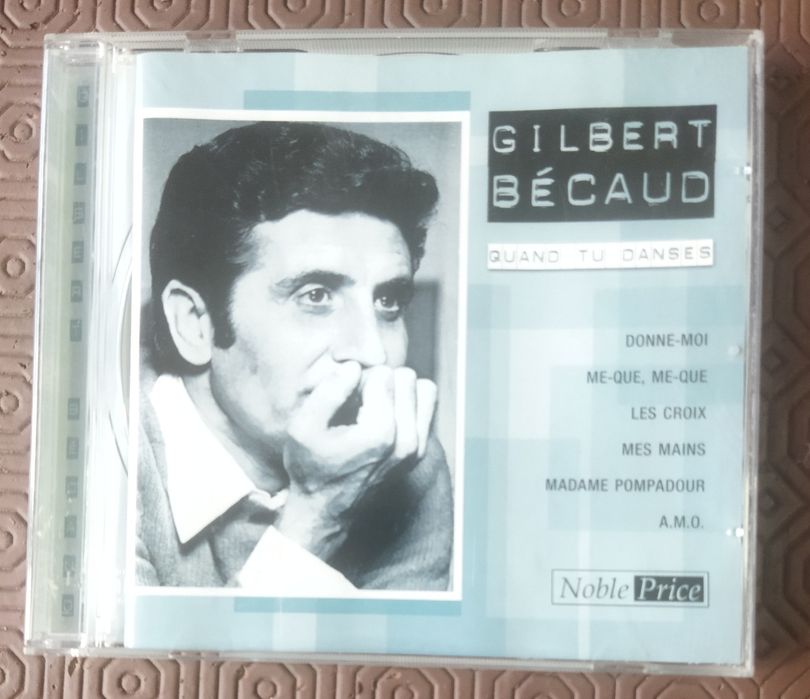 GILBERT
BÉCAUD
QUAND TU DANSES
DONNE-MOI
ME-QUE, ME-QUE
LES CROIX
MES MAINS
MADAME POMPADOUR
A.M.O.
Noble Price